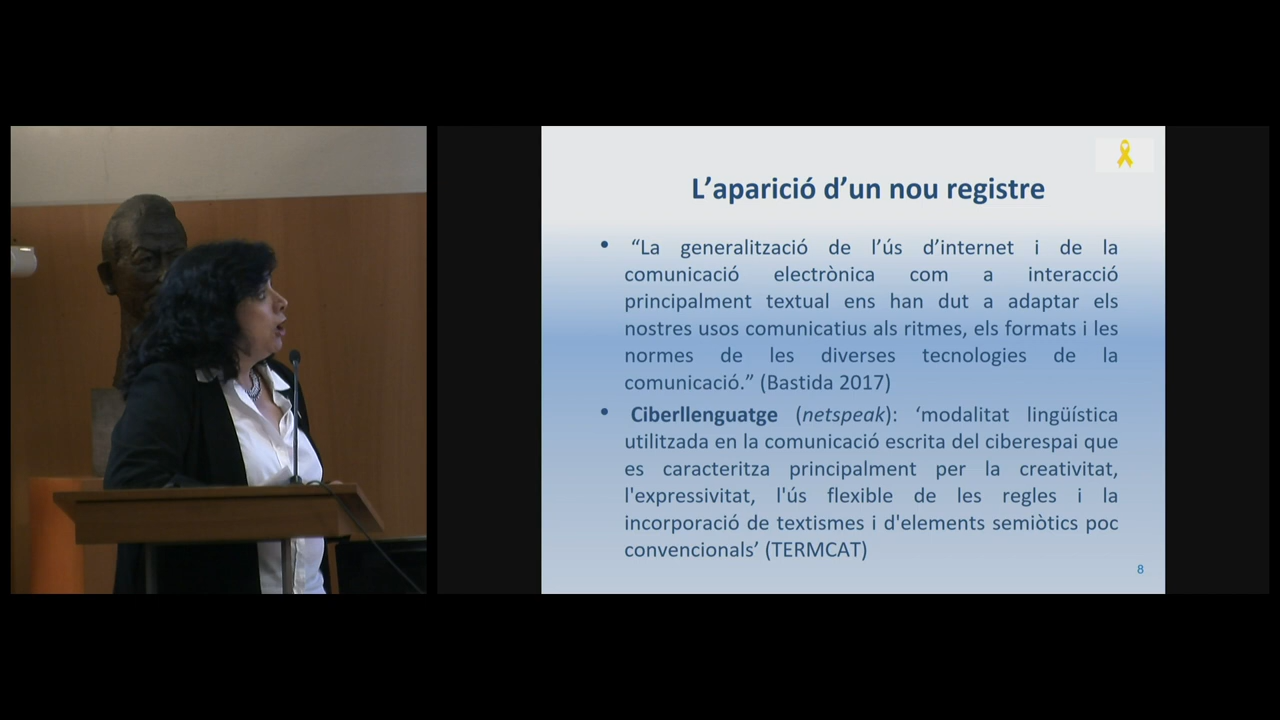 L’aparició d’un nou registre
• “La generalització de l’ús d’internet i de la
comunicació electrònica com a interacció
principalment textual ens han dut a adaptar els
nostres usos comunicatius als ritmes, els formats i les
normes de les diverses tecnologies de la
comunicació.” (Bastida 2017)
• Ciberllenguatge (netspeak): ‘modalitat lingüística
utilitzada en la comunicació escrita del ciberespai que
es caracteritza principalment per la creativitat,
l'expressivitat, l'ús flexible de les regles i la
incorporació de textismes i d'elements semiòtics poc
convencionals’ (TERMCAT)
8